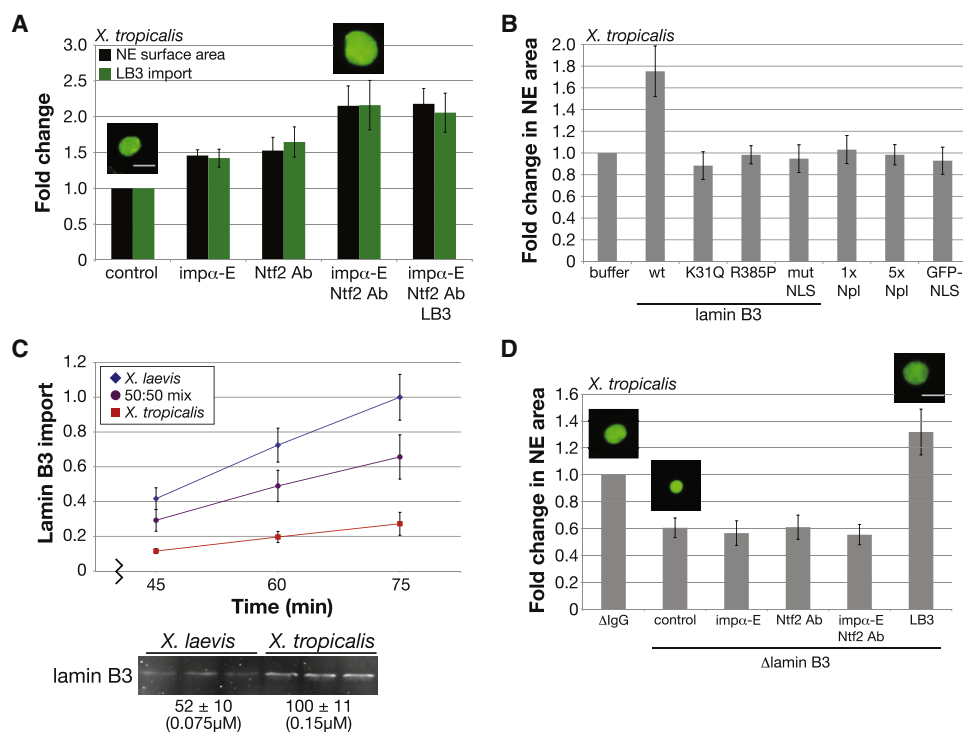 A
X. tropicalis
NE surface area
LB3 import
Fold change
3.0
2.5
2.0
1.5
1.0
0.5
0.0
control
impα-E
Ntf2 Ab
impα-E
Ntf2 Ab
impα-E
Ntf2 Ab
LB3
B
X. tropicalis
Fold change in NE area
2.0
1.8
1.6
1.4
1.2
1.0
0.8
0.6
0.4
0.2
0.0
buffer
wt
K31Q
R385P
mut
NLS
1x
Npl
5x
Npl
GFP-
NLS
lamin B3
C
X. laevis
50:50 mix
X. tropicalis
Lamin B3 import
1.2
1.0
0.8
0.6
0.4
0.2
0
45
60
75
Time (min)
X. laevis
X. tropicalis
lamin B3
52 ± 10
(0.075µM)
100 ± 11
(0.15µM)
D
X. tropicalis
Fold change in NE area
1.6
1.4
1.2
1.0
0.8
0.6
0.4
0.2
0
ΔIgG
control
impα-E
Ntf2 Ab
impα-E
Ntf2 Ab
LB3
Δlamin B3